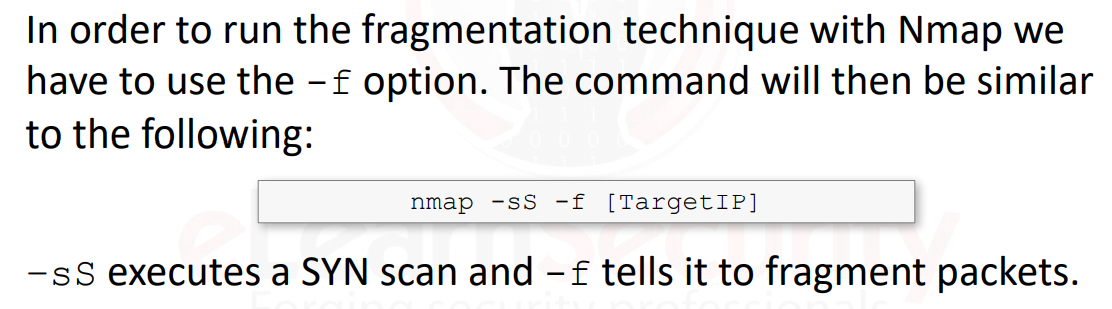 In order to run the fragmentation technique with Nmap we
have to use the -f option. The command will then be similar
to the following:
nmap -sS -f [TargetIP]
-sS executes a SYN scan and -f tells it to fragment packets.
eLearnSecurity
Forging security professionals